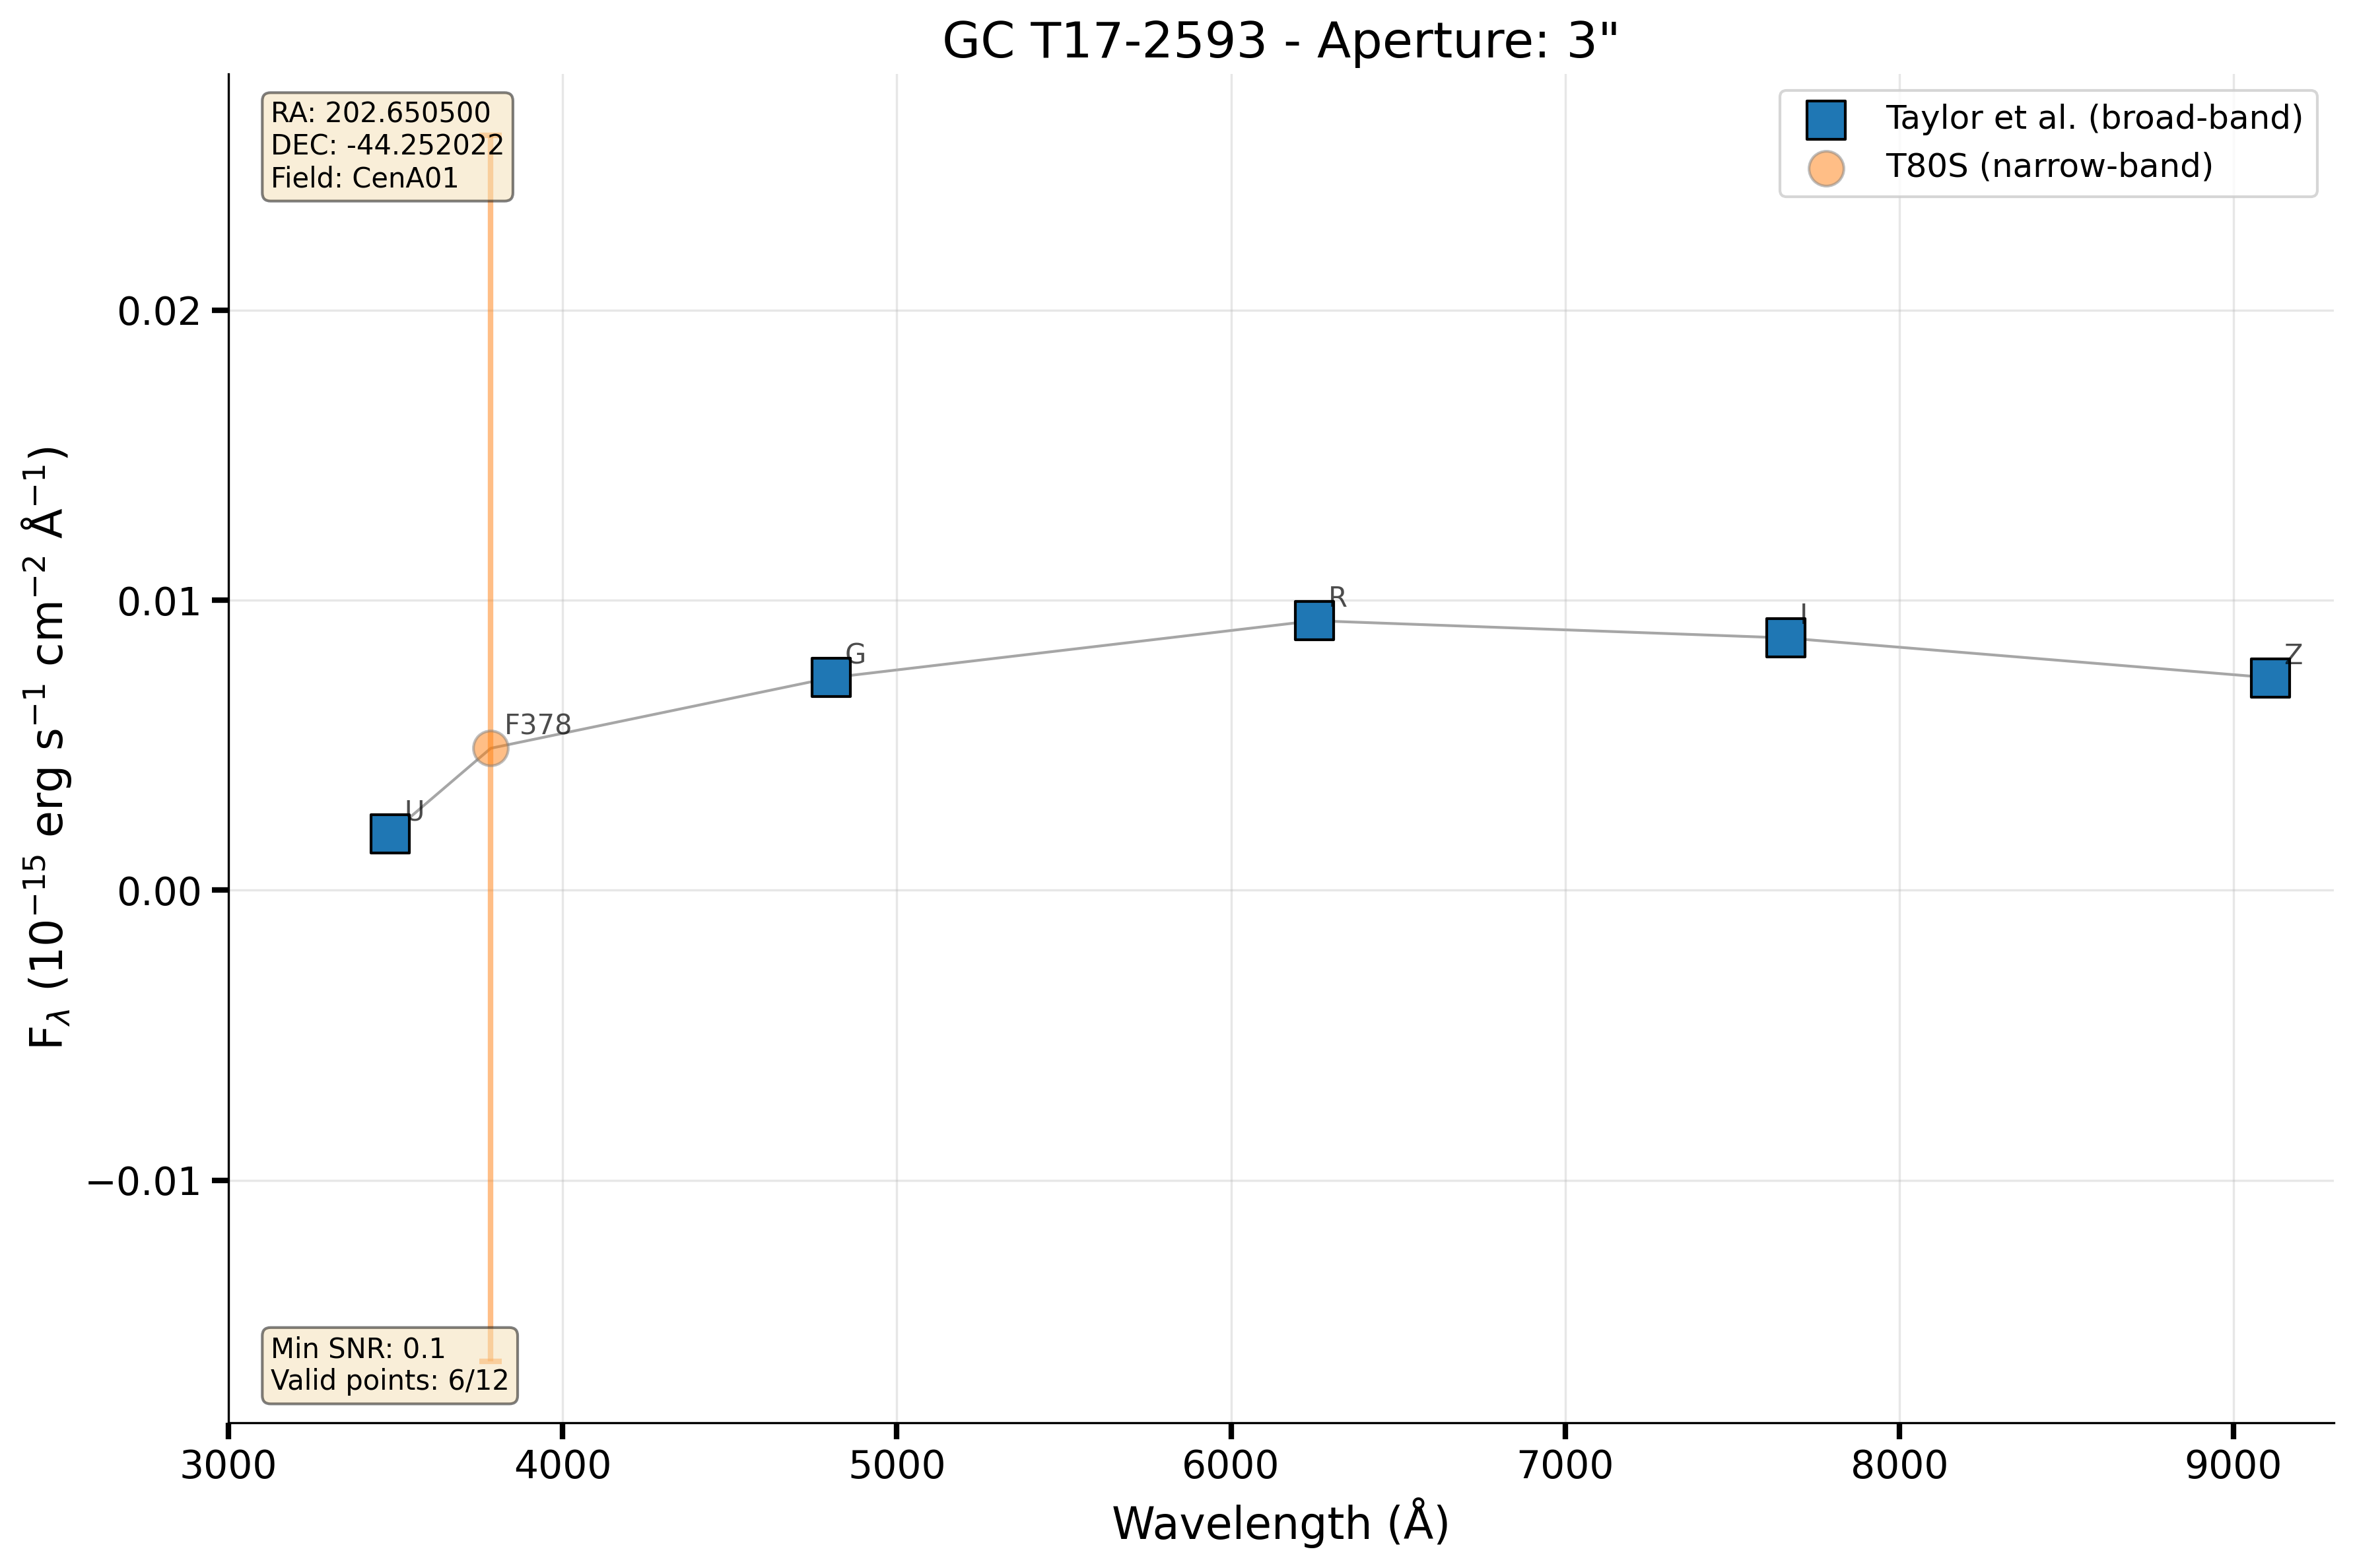 GC T17-2593 - Aperture: 3"
RA: 202.650500
DEC: -44.252022
Field: CenA01
Taylor et al. (broad-band)
T80S (narrow-band)
0.02
0.01
0.00
−0.01
F_λ (10⁻¹⁵ erg s⁻¹ cm⁻² Å⁻¹)
U
F378
G
R
I
Z
Min SNR: 0.1
Valid points: 6/12
3000 4000 5000 6000 7000 8000 9000
Wavelength (Å)